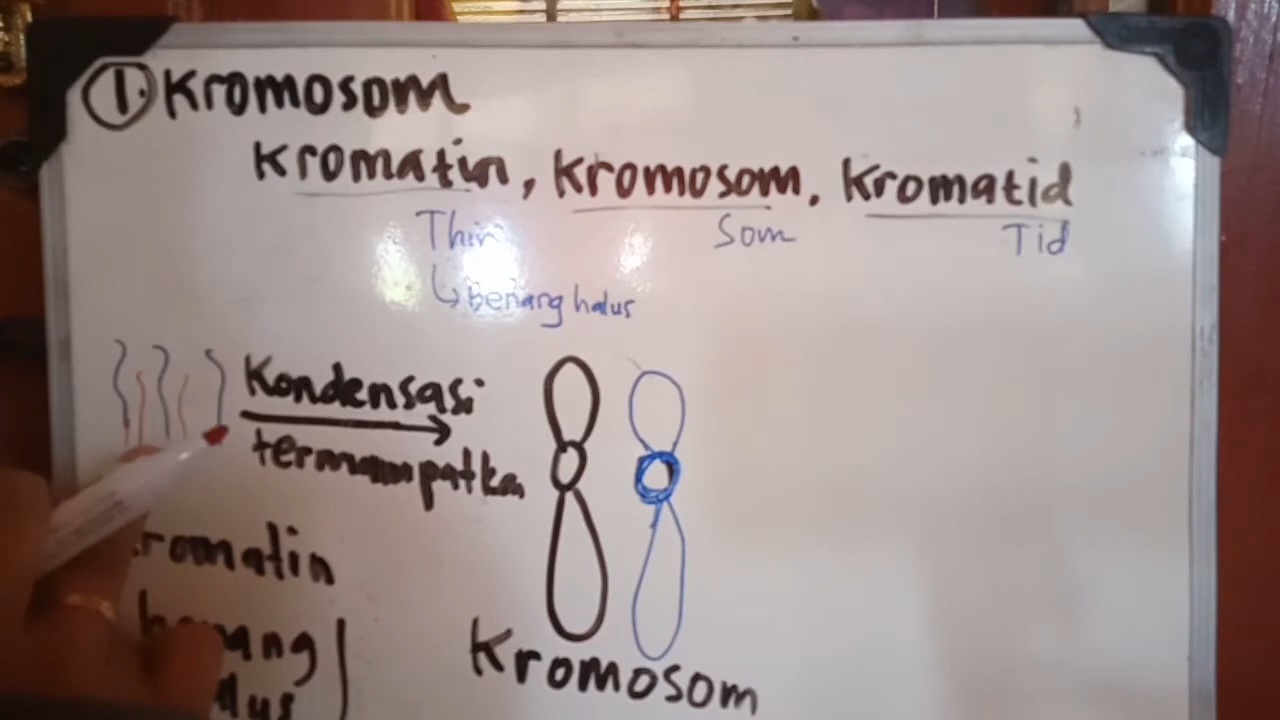 1. Kromosom
Kromatin, Kromosom, Kromatid
Thin Som Tid
↳ Benang halus
Kondensasi
termampatkan
romatin
Kromosom